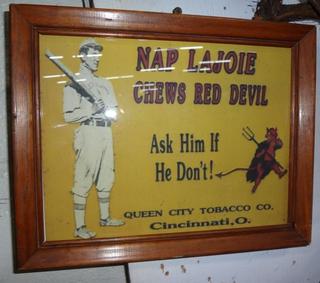 NAP LAJOIE
CHEWS RED DEVIL
Ask Him If
He Don't!
QUEEN CITY TOBACCO CO.
Cincinnati,O.